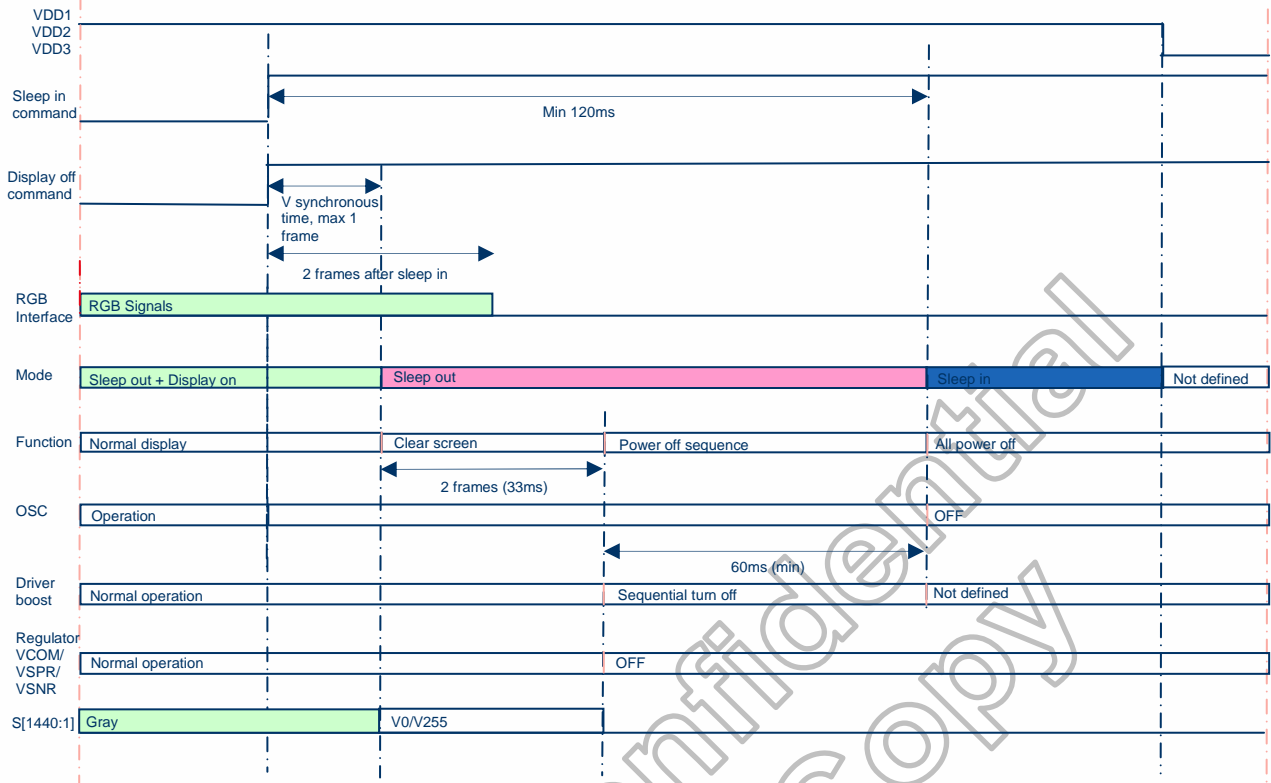 VDD1
VDD2
VDD3
Sleep in
command
Min 120ms
Display off
command
V synchronous
time, max 1
frame
2 frames after sleep in
RGB
Interface
RGB Signals
Mode
Sleep out + Display on
Sleep out
Sleep in
Not defined
Function
Normal display
Clear screen
Power off sequence
All power off
2 frames (33ms)
OSC
Operation
OFF
60ms (min)
Driver
boost
Normal operation
Sequential turn off
Not defined
Regulator
VCOM/
VSPR/
VSNR
Normal operation
OFF
S[1440:1]
Gray
V0/V255
nfidential
Copy